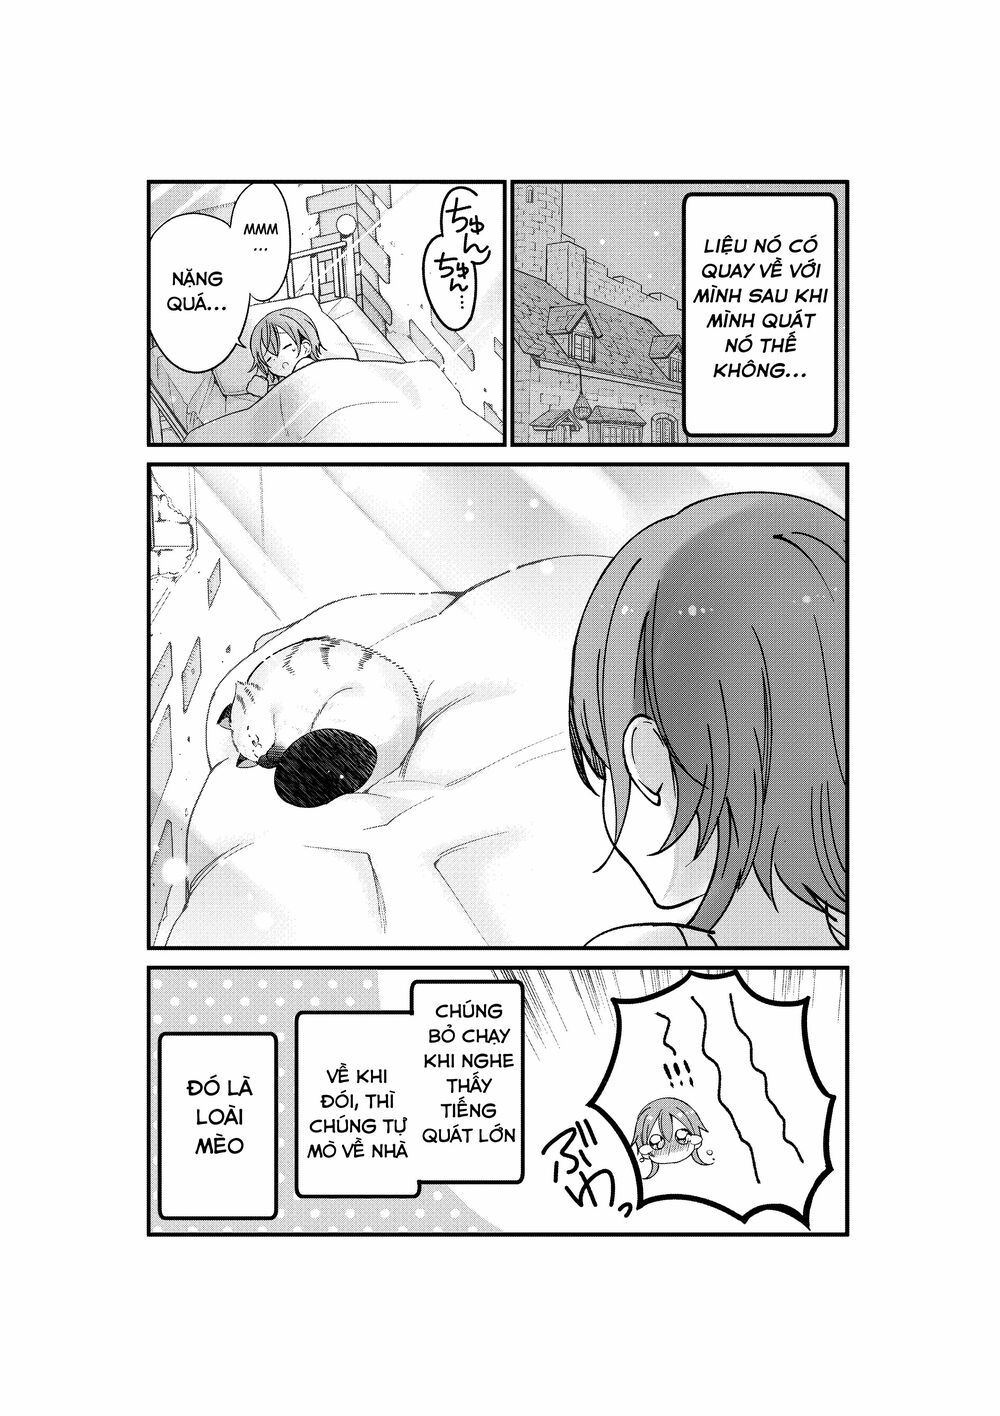 LIỆU NÓ CÓ
QUAY VỀ VỚI
MÌNH SAU KHI
MÌNH QUÁT
NÓ THẾ
KHÔNG...
ちゅん
ちゅん…
MMM
...
NẶNG
QUÁ...
!!!
ぶわっ
CHÚNG
BỎ CHẠY
KHI NGHE
THẤY
TIẾNG
QUÁT LỚN
VỀ KHI
ĐÓI, THÌ
CHÚNG TỰ
MÒ VỀ NHÀ
ĐÓ LÀ
LOÀI
MÈO